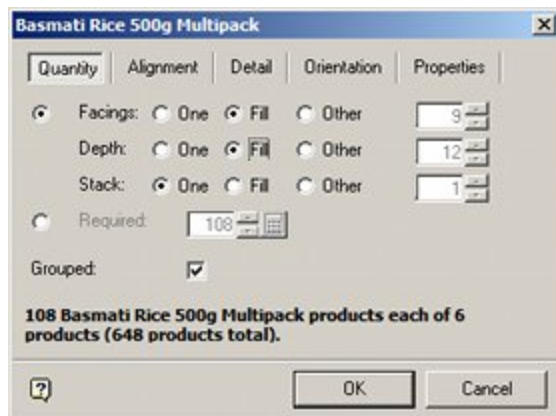 Basmati Rice 500g Multipack
Quantity Alignment Detail Orientation Properties
Facings: One Fill Other 9
Depth: One Fill Other 12
Stack: One Fill Other 1
Required: 108
Grouped:
108 Basmati Rice 500g Multipack products each of 6
products (648 products total).
? OK Cancel